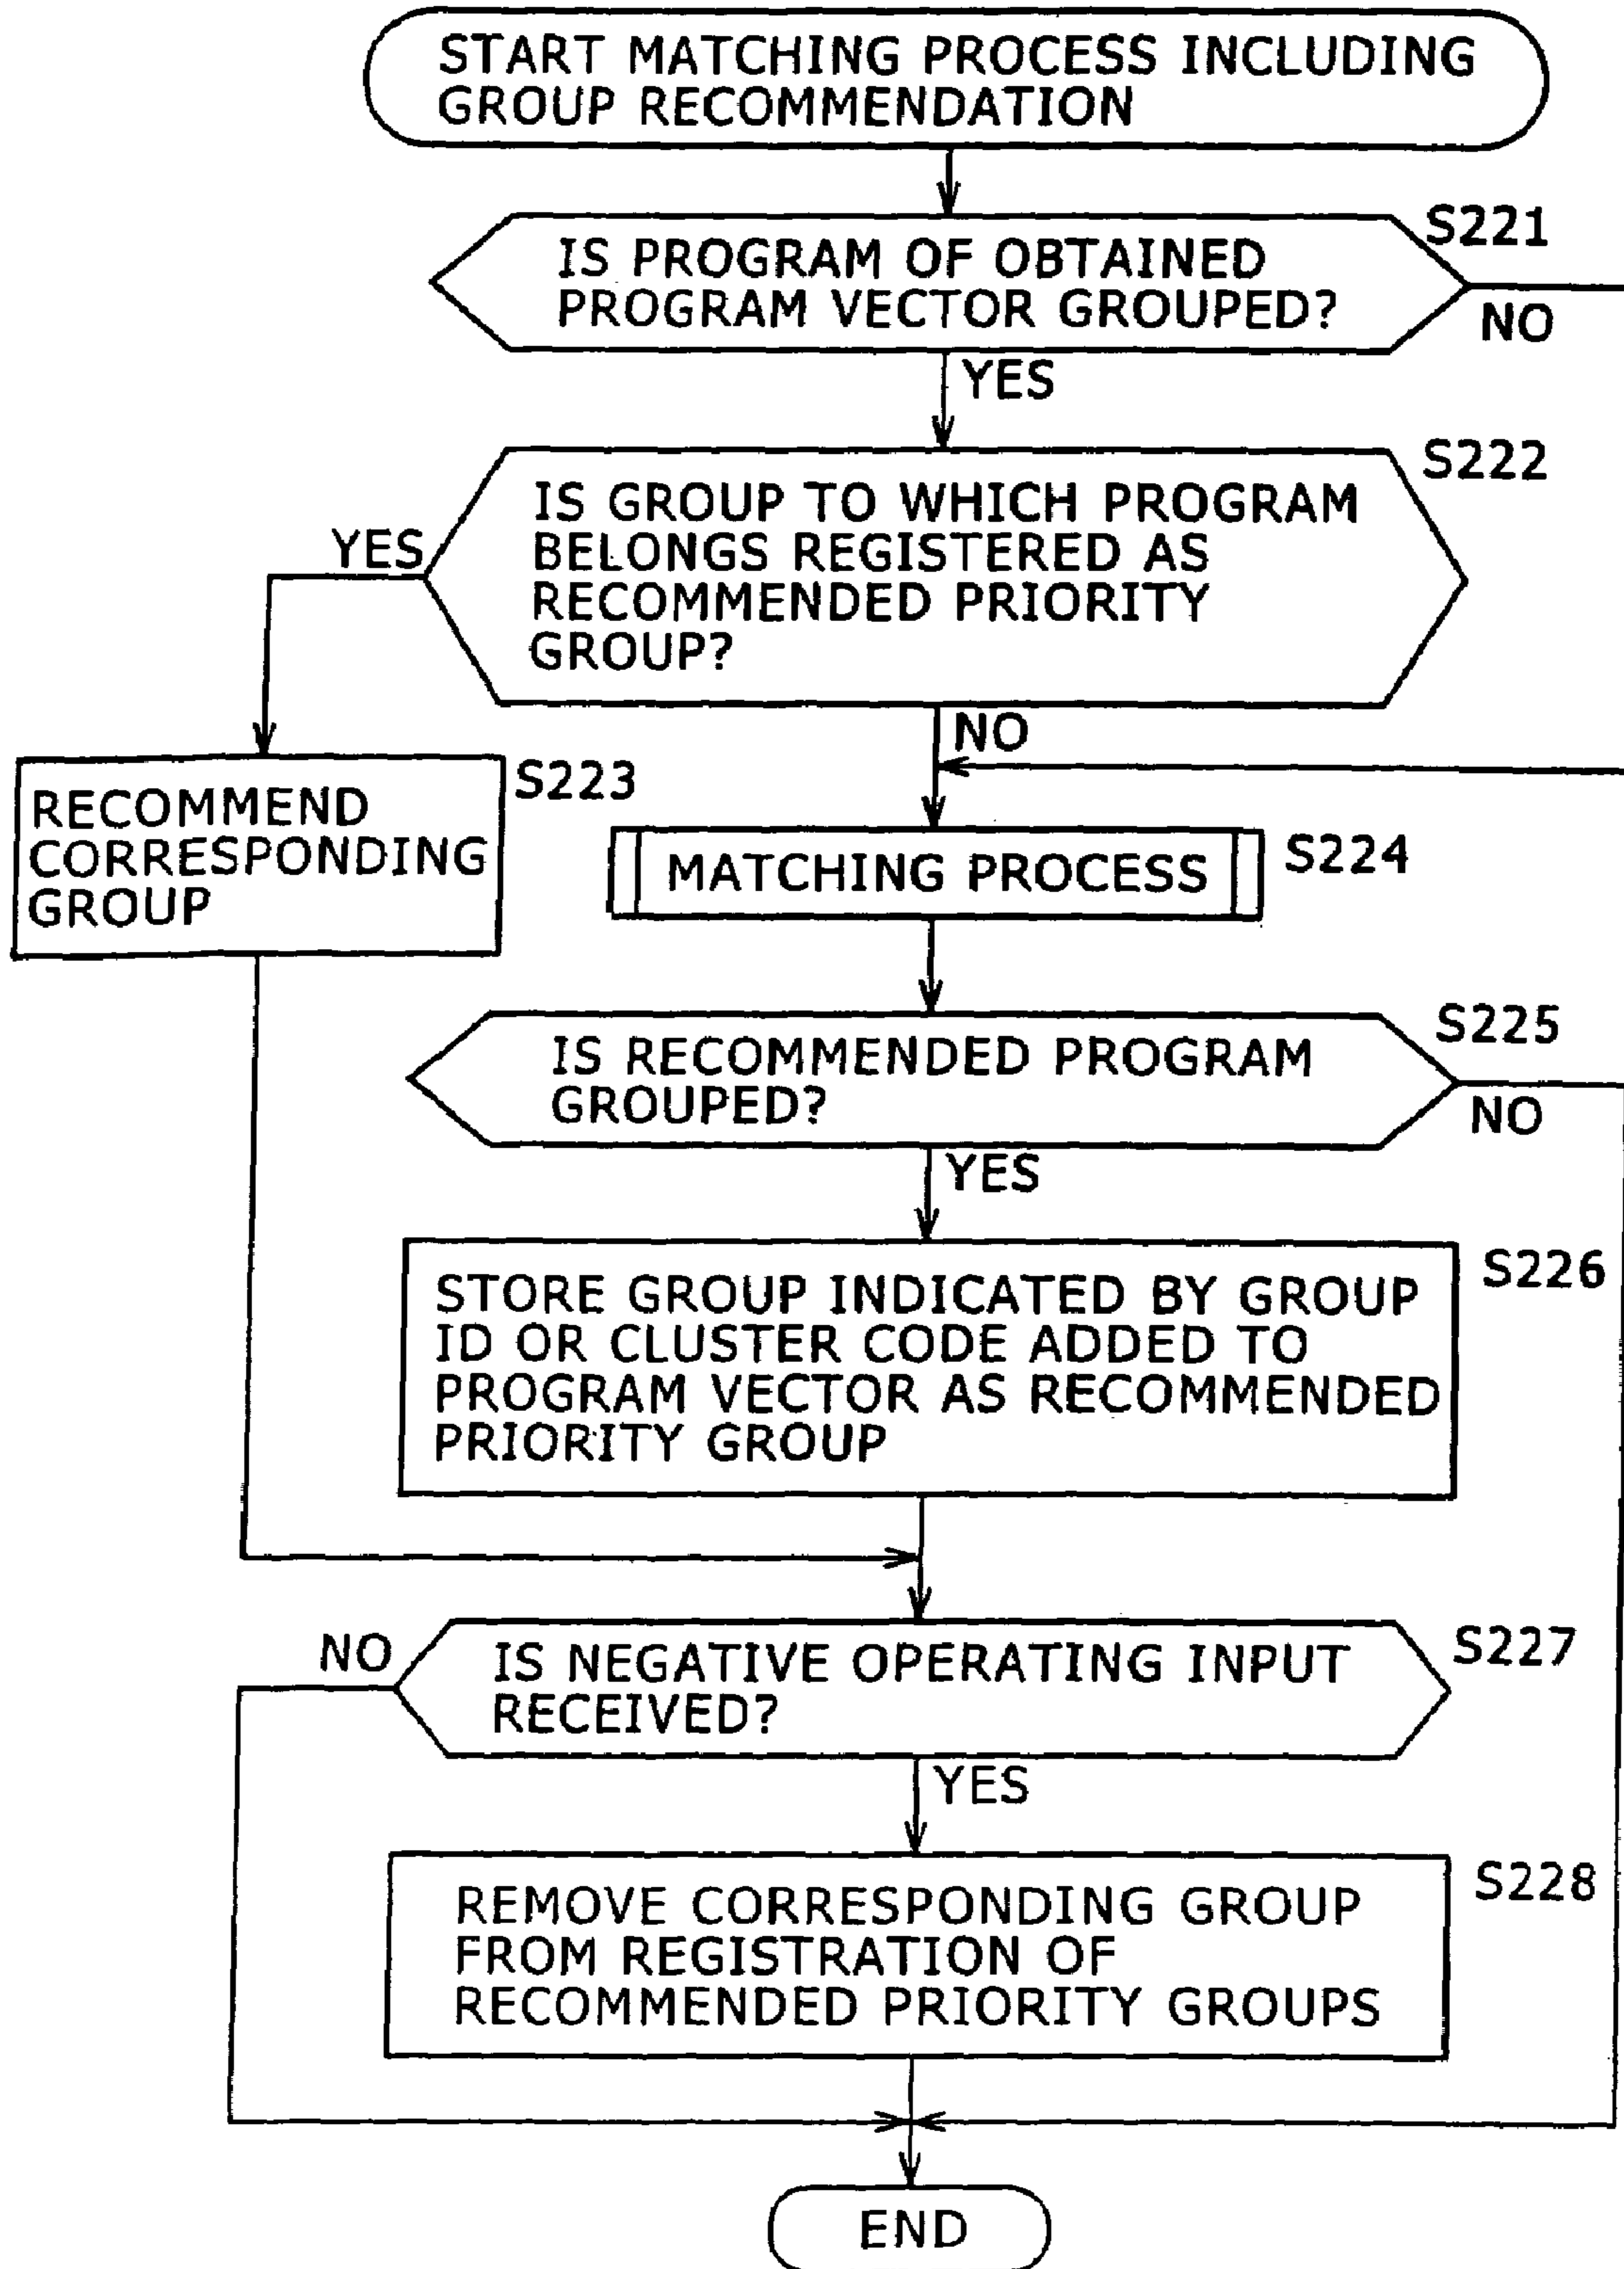 START MATCHING PROCESS INCLUDING
GROUP RECOMMENDATION
S221
IS PROGRAM OF OBTAINED
PROGRAM VECTOR GROUPED?
NO
YES
S222
IS GROUP TO WHICH PROGRAM
BELONGS REGISTERED AS
RECOMMENDED PRIORITY
GROUP?
YES
NO
S223
RECOMMEND
CORRESPONDING
GROUP
MATCHING PROCESS
S224
S225
IS RECOMMENDED PROGRAM
GROUPED?
NO
YES
S226
STORE GROUP INDICATED BY GROUP
ID OR CLUSTER CODE ADDED TO
PROGRAM VECTOR AS RECOMMENDED
PRIORITY GROUP
S227
NO
IS NEGATIVE OPERATING INPUT
RECEIVED?
YES
S228
REMOVE CORRESPONDING GROUP
FROM REGISTRATION OF
RECOMMENDED PRIORITY GROUPS
END